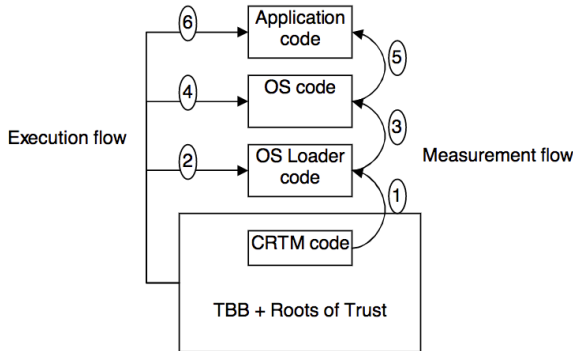 6
Application
code
5
4
OS code
Execution flow
3
2
OS Loader
code
Measurement flow
1
CRTM code
TBB + Roots of Trust